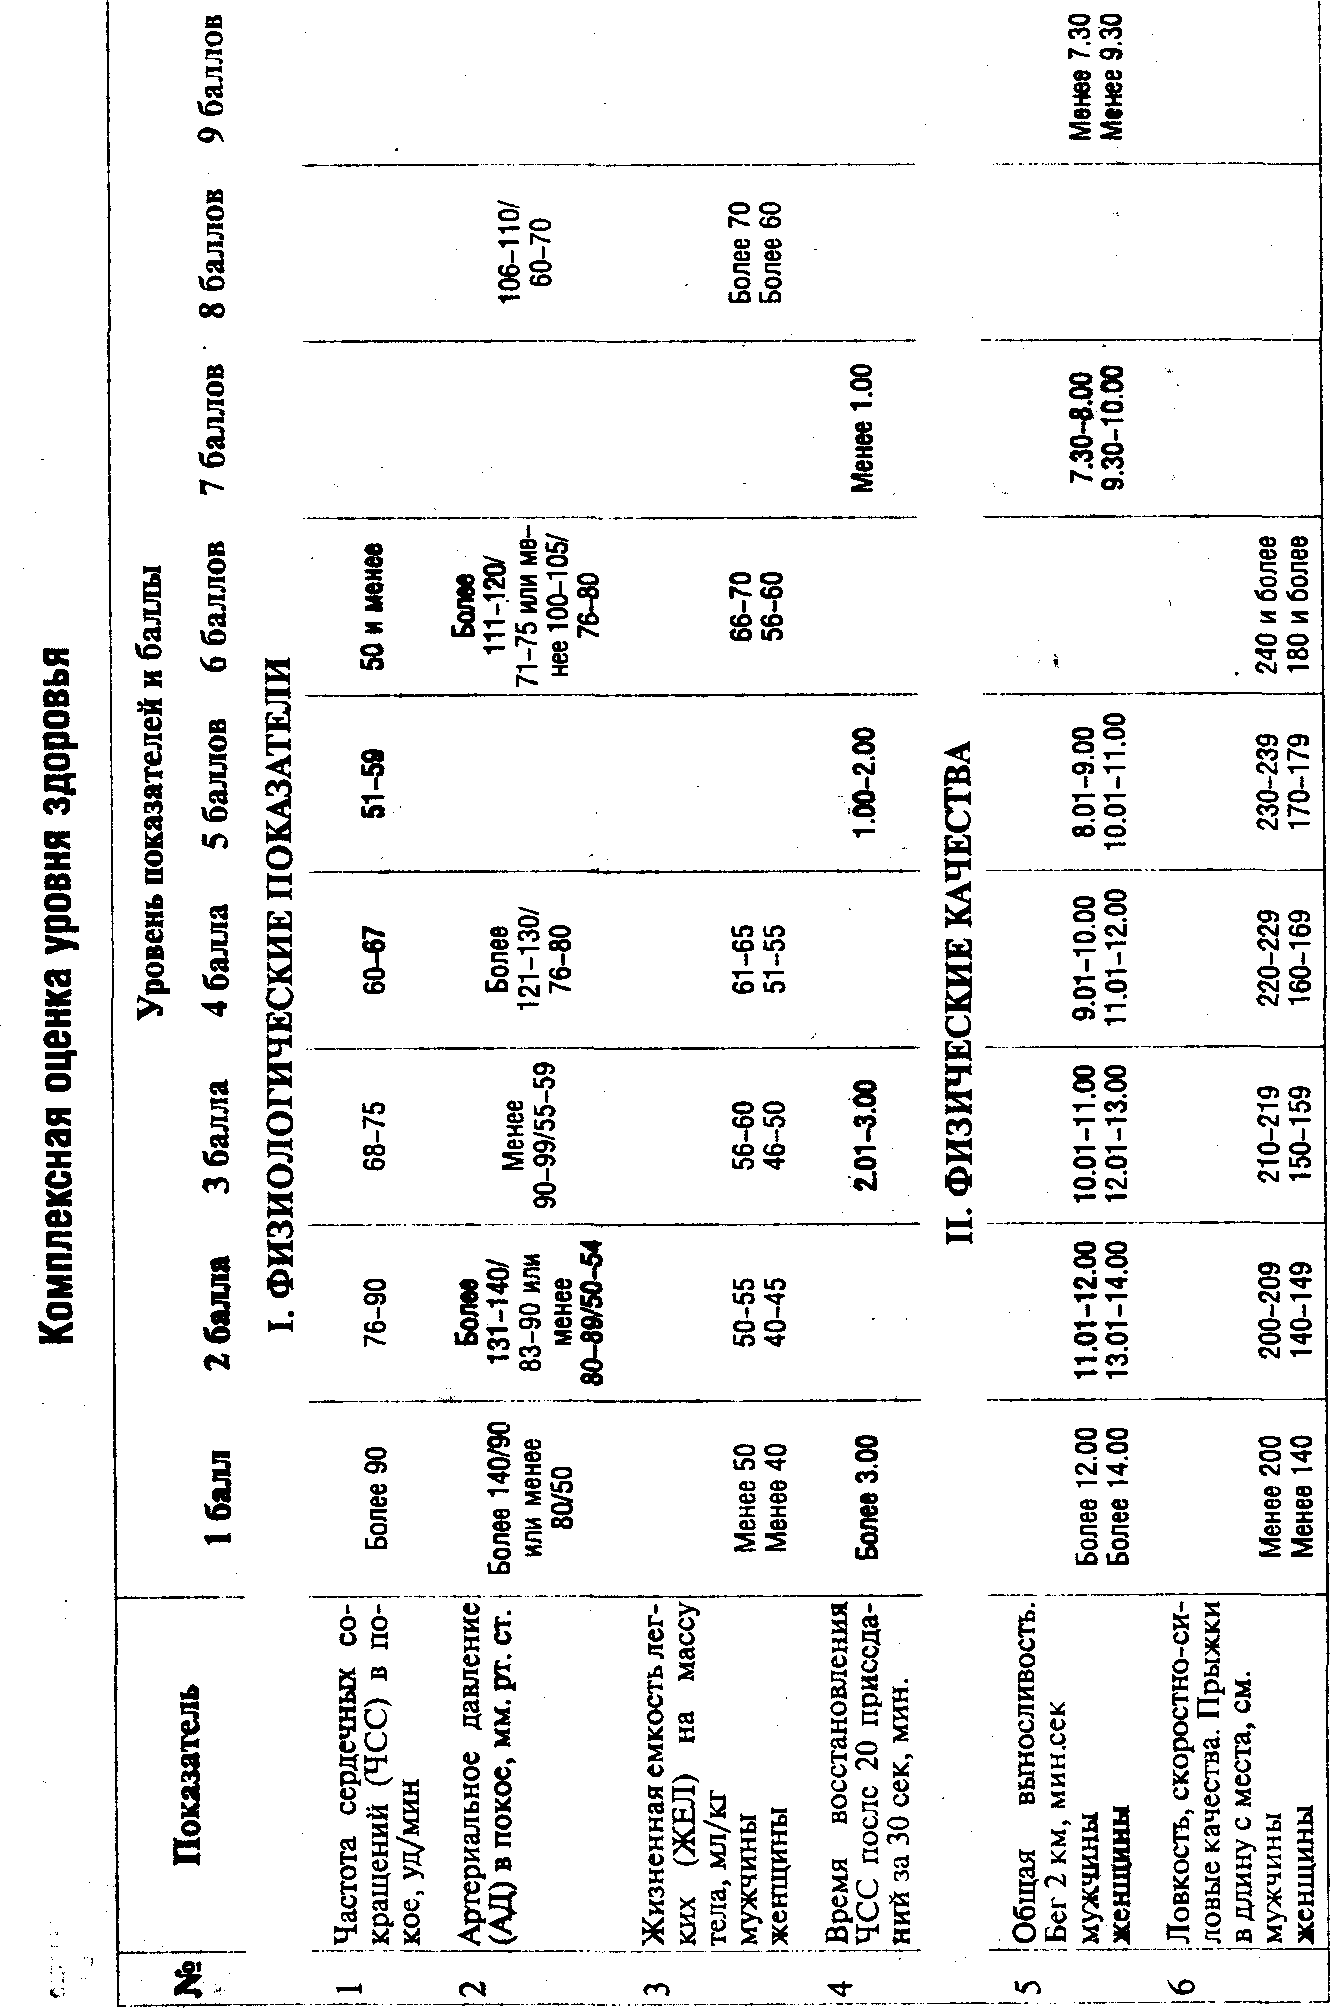 Комплексная оценка уровня здоровья
Уровень показателей и баллы
№ Показатель 1 балл 2 балла 3 балла 4 балла 5 баллов 6 баллов 7 баллов 8 баллов 9 баллов
I. ФИЗИОЛОГИЧЕСКИЕ ПОКАЗАТЕЛИ
1 Частота сердечных со-
кращений (ЧСС) в по-
кое, уд/мин
Более 90
76–90
68–75
60–67
51–59
50 и менее
2 Артериальное давление
(АД) в покое, мм. рт. ст.
Более 140/90
или менее
80/50
Более
131–140/
83–90 или
менее
80–89/50–54
Менее
90–99/55–59
Более
121–130/
76–80
Более
111–120/
71–75 или ме-
нее 100–105/
76–80
106–110/
60–70
3 Жизненная емкость лег-
ких (ЖЕЛ) на массу
тела, мл/кг
мужчины Менее 50 50–55 56–60 61–65 66–70 Более 70
женщины Менее 40 40–45 46–50 51–55 56–60 Более 60
4 Время восстановления
ЧСС после 20 приседа-
ний за 30 сек, мин.
Более 3.00
2.01–3.00
1.00–2.00
Менее 1.00
II. ФИЗИЧЕСКИЕ КАЧЕСТВА
5 Общая выносливость.
Бег 2 км, мин.сек
мужчины Более 12.00 11.01–12.00 10.01–11.00 9.01–10.00 8.01–9.00 7.30–8.00 Менее 7.30
женщины Более 14.00 13.01–14.00 12.01–13.00 11.01–12.00 10.01–11.00 9.30–10.00 Менее 9.30
6 Ловкость, скоростно-си-
ловые качества. Прыжки
в длину с места, см.
мужчины Менее 200 200–209 210–219 220–229 230–239 240 и более
женщины Менее 140 140–149 150–159 160–169 170–179 180 и более